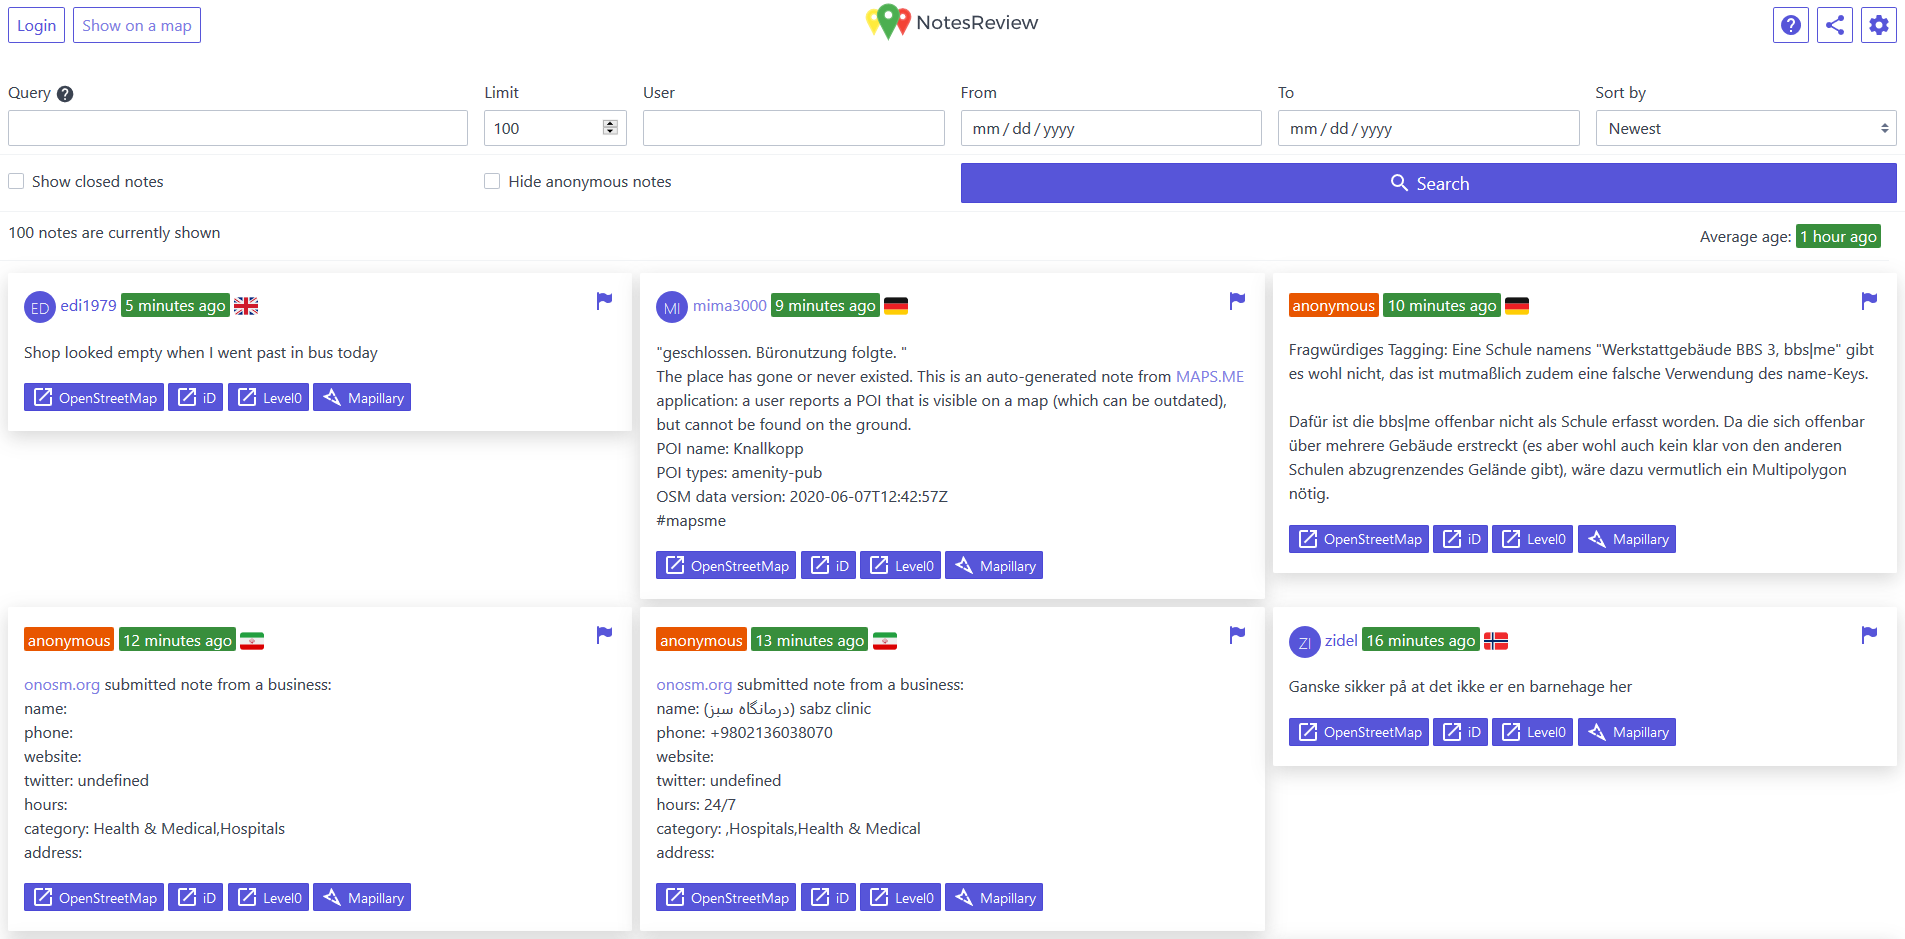 Login
Show on a map
NotesReview
Query
Limit
User
From
To
Sort by
100
mm / dd / yyyy
mm / dd / yyyy
Newest
Show closed notes
Hide anonymous notes
Search
100 notes are currently shown
Average age: 1 hour ago
ED edi1979 5 minutes ago
Shop looked empty when I went past in bus today
OpenStreetMap iD Level0 Mapillary
MI mima3000 9 minutes ago
"geschlossen. Büronutzung folgte. "
The place has gone or never existed. This is an auto-generated note from MAPS.ME
application: a user reports a POI that is visible on a map (which can be outdated),
but cannot be found on the ground.
POI name: Knallkopp
POI types: amenity-pub
OSM data version: 2020-06-07T12:42:57Z
#mapsme
OpenStreetMap iD Level0 Mapillary
anonymous 10 minutes ago
Fragwürdiges Tagging: Eine Schule namens "Werkstattgebäude BBS 3, bbs|me" gibt
es wohl nicht, das ist mutmaßlich zudem eine falsche Verwendung des name-Keys.
Dafür ist die bbs|me offenbar nicht als Schule erfasst worden. Da die sich offenbar
über mehrere Gebäude erstreckt (es aber wohl auch kein klar von den anderen
Schulen abzugrenzendes Gelände gibt), wäre dazu vermutlich ein Multipolygon
nötig.
OpenStreetMap iD Level0 Mapillary
anonymous 12 minutes ago
onosm.org submitted note from a business:
name:
phone:
website:
twitter: undefined
hours:
category: Health & Medical,Hospitals
address:
OpenStreetMap iD Level0 Mapillary
anonymous 13 minutes ago
onosm.org submitted note from a business:
name: (درمانگاه سبز) sabz clinic
phone: +9802136038070
website:
twitter: undefined
hours: 24/7
category: ,Hospitals,Health & Medical
address:
OpenStreetMap iD Level0 Mapillary
ZI zidel 16 minutes ago
Ganske sikker på at det ikke er en barnehage her
OpenStreetMap iD Level0 Mapillary